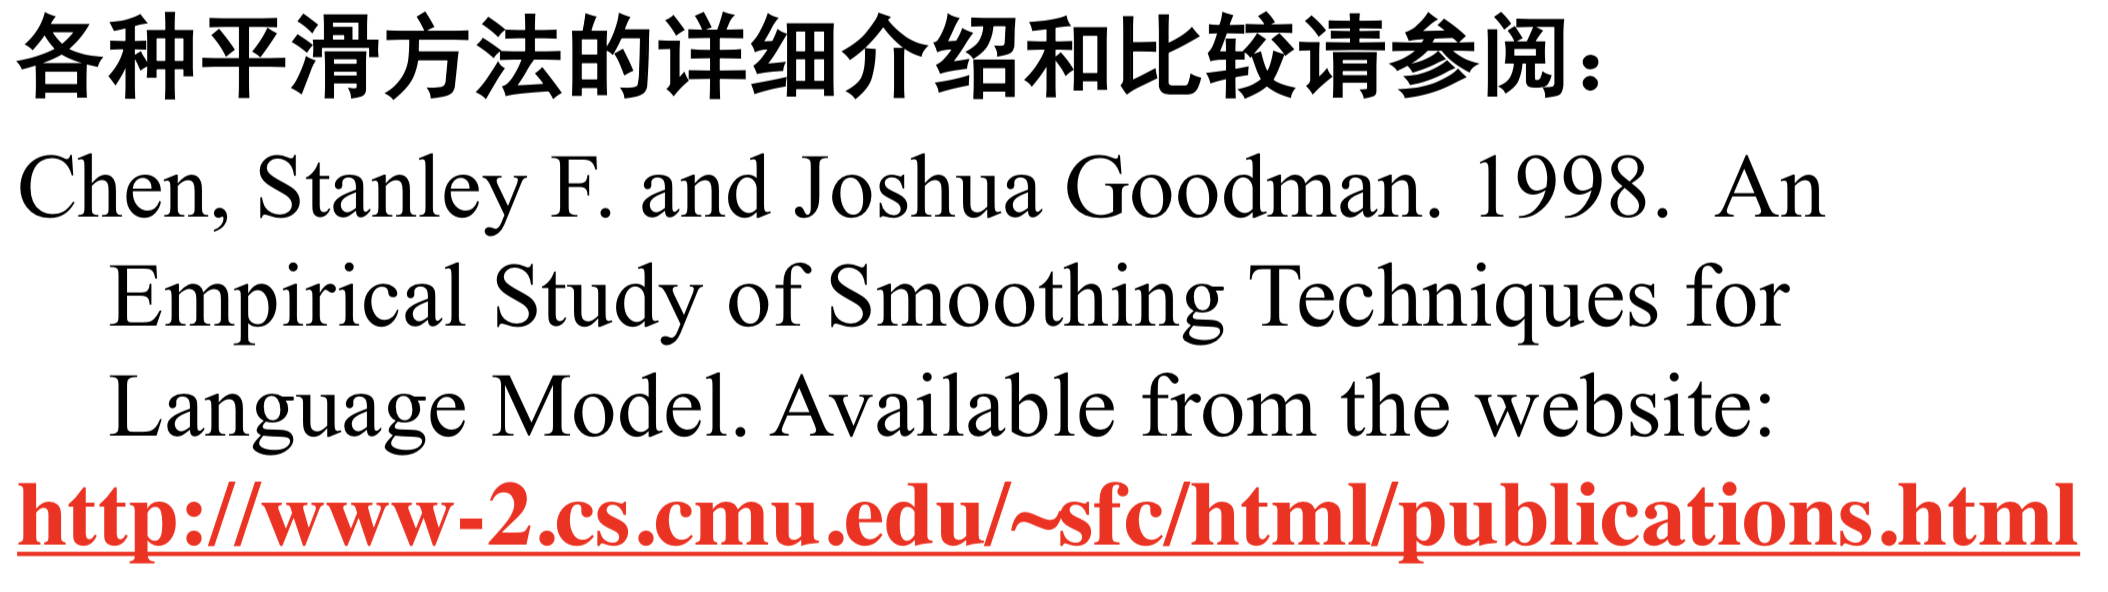 各种平滑方法的详细介绍和比较请参阅：
Chen, Stanley F. and Joshua Goodman. 1998.  An
Empirical Study of Smoothing Techniques for
Language Model. Available from the website:
http://www-2.cs.cmu.edu/~sfc/html/publications.html